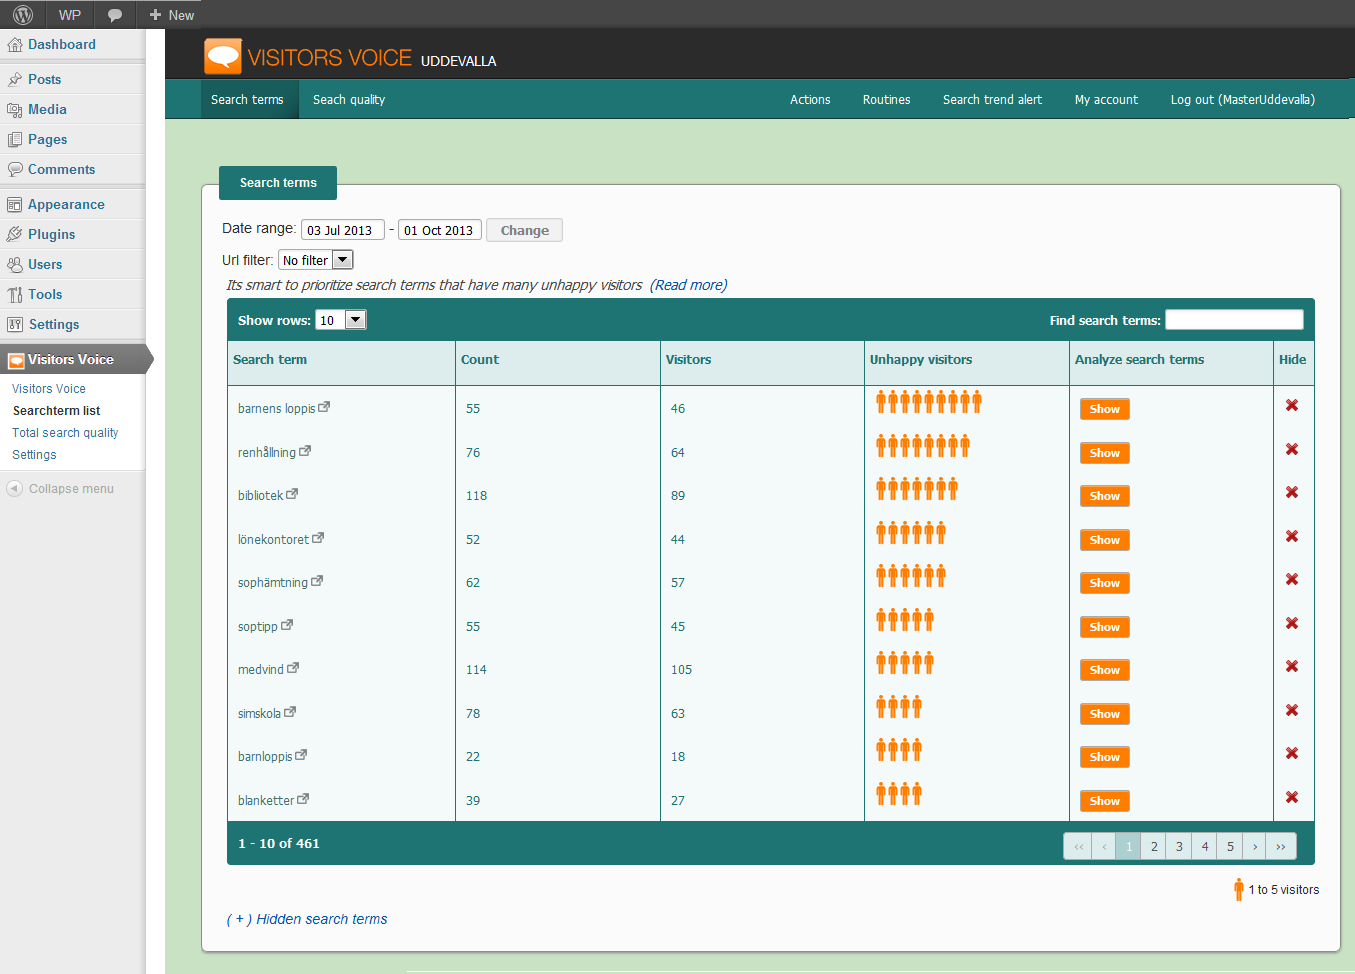 WP
New
Dashboard
Posts
Media
Pages
Comments
Appearance
Plugins
Users
Tools
Settings
Visitors Voice
Visitors Voice
Searchterm list
Total search quality
Settings
Collapse menu
VISITORS VOICE UDDEVALLA
Search terms Seach quality Actions Routines Search trend alert My account Log out (MasterUddevalla)
Search terms
Date range: 03 Jul 2013 - 01 Oct 2013 Change
Url filter: No filter
Its smart to prioritize search terms that have many unhappy visitors (Read more)
Show rows: 10 Find search terms:
Search term Count Visitors Unhappy visitors Analyze search terms Hide
barnens loppis 55 46 Show
renhållning 76 64 Show
bibliotek 118 89 Show
lönekontoret 52 44 Show
sophämtning 62 57 Show
soptipp 55 45 Show
medvind 114 105 Show
simskola 78 63 Show
barnloppis 22 18 Show
blanketter 39 27 Show
1 - 10 of 461 ‹‹ ‹ 1 2 3 4 5 › ››
1 to 5 visitors
( + ) Hidden search terms